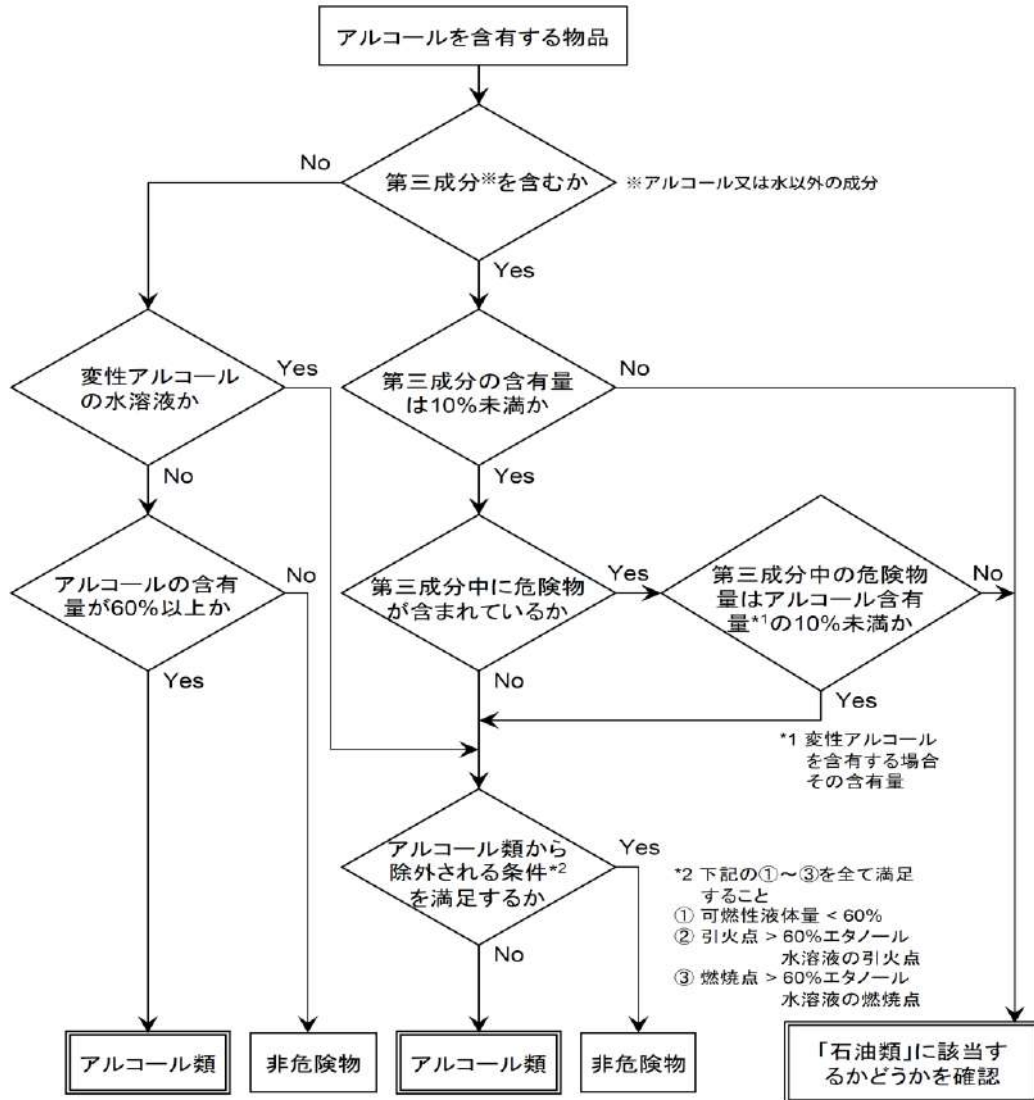 アルコールを含有する物品
No
第三成分※を含むか
※アルコール又は水以外の成分
Yes
変性アルコール
の水溶液か
Yes
第三成分の含有量
は10%未満か
No
No
Yes
アルコールの含有
量が60%以上か
No
第三成分中に危険物
が含まれているか
Yes
第三成分中の危険物
量はアルコール含有
量*1の10%未満か
No
Yes
No
Yes
*1 変性アルコール
を含有する場合
その含有量
アルコール類から
除外される条件*2
を満足するか
Yes
No
*2 下記の①~③を全て満足
すること
① 可燃性液体量 < 60%
② 引火点 > 60%エタノール
水溶液の引火点
③ 燃焼点 > 60%エタノール
水溶液の燃焼点
アルコール類
非危険物
アルコール類
非危険物
「石油類」に該当す
るかどうかを確認